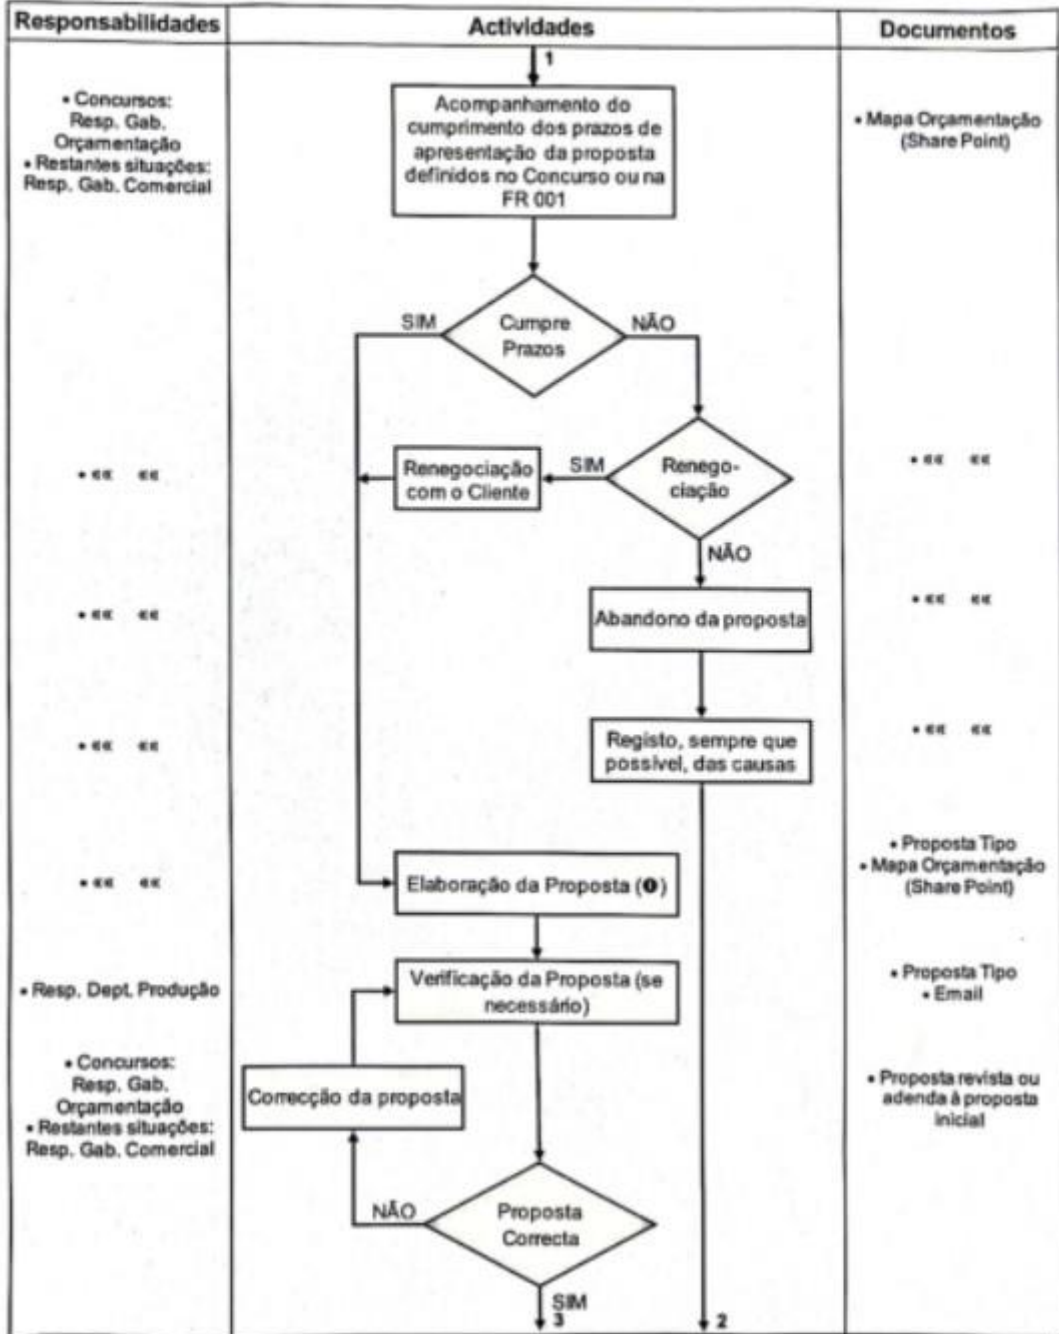 Responsabilidades
Actividades
Documentos
1
• Concursos:
Resp. Gab.
Orçamentação
• Restantes situações:
Resp. Gab. Comercial
Acompanhamento do
cumprimento dos prazos de
apresentação da proposta
definidos no Concurso ou na
FR 001
• Mapa Orçamentação
(Share Point)
SIM
Cumpre
Prazos
NÃO
• «« ««
Renegociação
com o Cliente
SIM
Renego-
ciação
• «« ««
NÃO
• «« ««
Abandono da proposta
• «« ««
• «« ««
Registo, sempre que
possível, das causas
• «« ««
• «« ««
Elaboração da Proposta (❶)
• Proposta Tipo
• Mapa Orçamentação
(Share Point)
• Resp. Dept. Produção
Verificação da Proposta (se
necessário)
• Proposta Tipo
• Email
• Concursos:
Resp. Gab.
Orçamentação
• Restantes situações:
Resp. Gab. Comercial
Correcção da proposta
• Proposta revista ou
adenda à proposta
inicial
NÃO
Proposta
Correcta
SIM
3
2